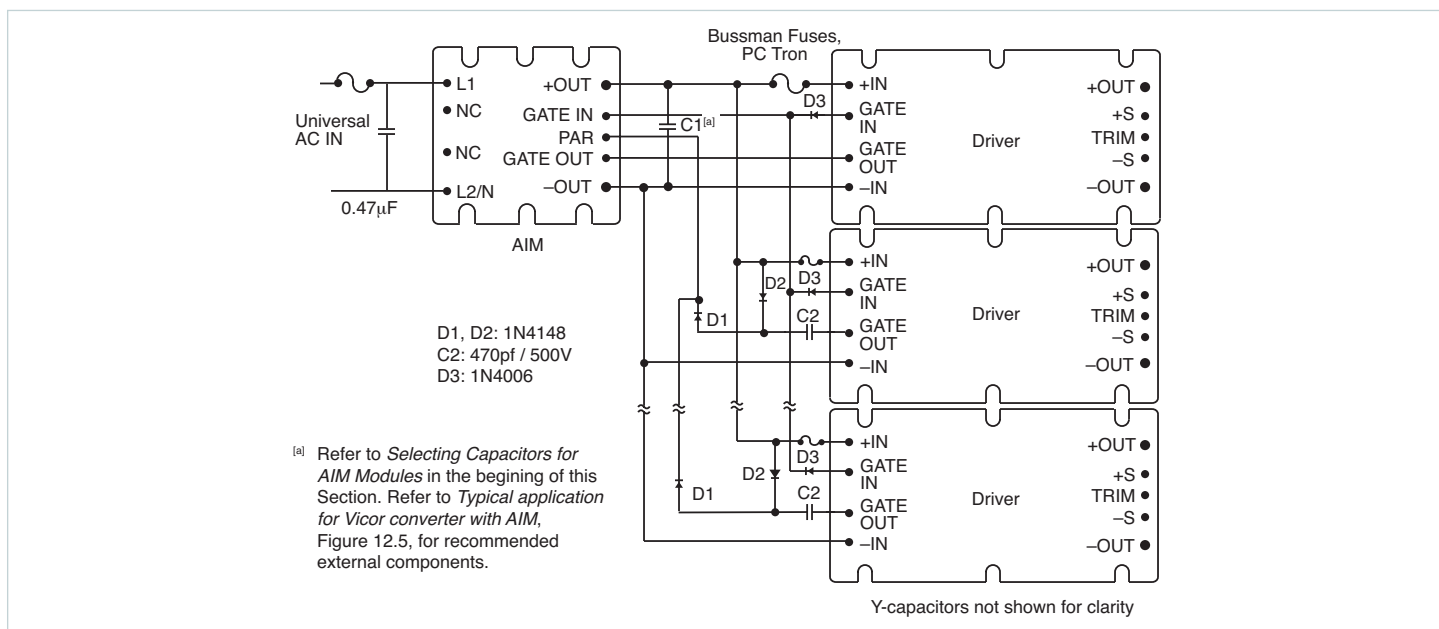 Bussman Fuses,
PC Tron
Universal
AC IN
0.47µF
L1
NC
NC
L2/N
+OUT
GATE IN
PAR
GATE OUT
–OUT
AIM
C1[a]
D3
+IN
GATE
IN
GATE
OUT
–IN
Driver
+OUT
+S
TRIM
–S
–OUT
D2
D3
D1
C2
+IN
GATE
IN
GATE
OUT
–IN
Driver
+OUT
+S
TRIM
–S
–OUT
D1, D2: 1N4148
C2: 470pf / 500V
D3: 1N4006
D2
D3
D1
C2
+IN
GATE
IN
GATE
OUT
–IN
Driver
+OUT
+S
TRIM
–S
–OUT
[a] Refer to Selecting Capacitors for
AIM Modules in the begining of this
Section. Refer to Typical application
for Vicor converter with AIM,
Figure 12.5, for recommended
external components.
Y-capacitors not shown for clarity